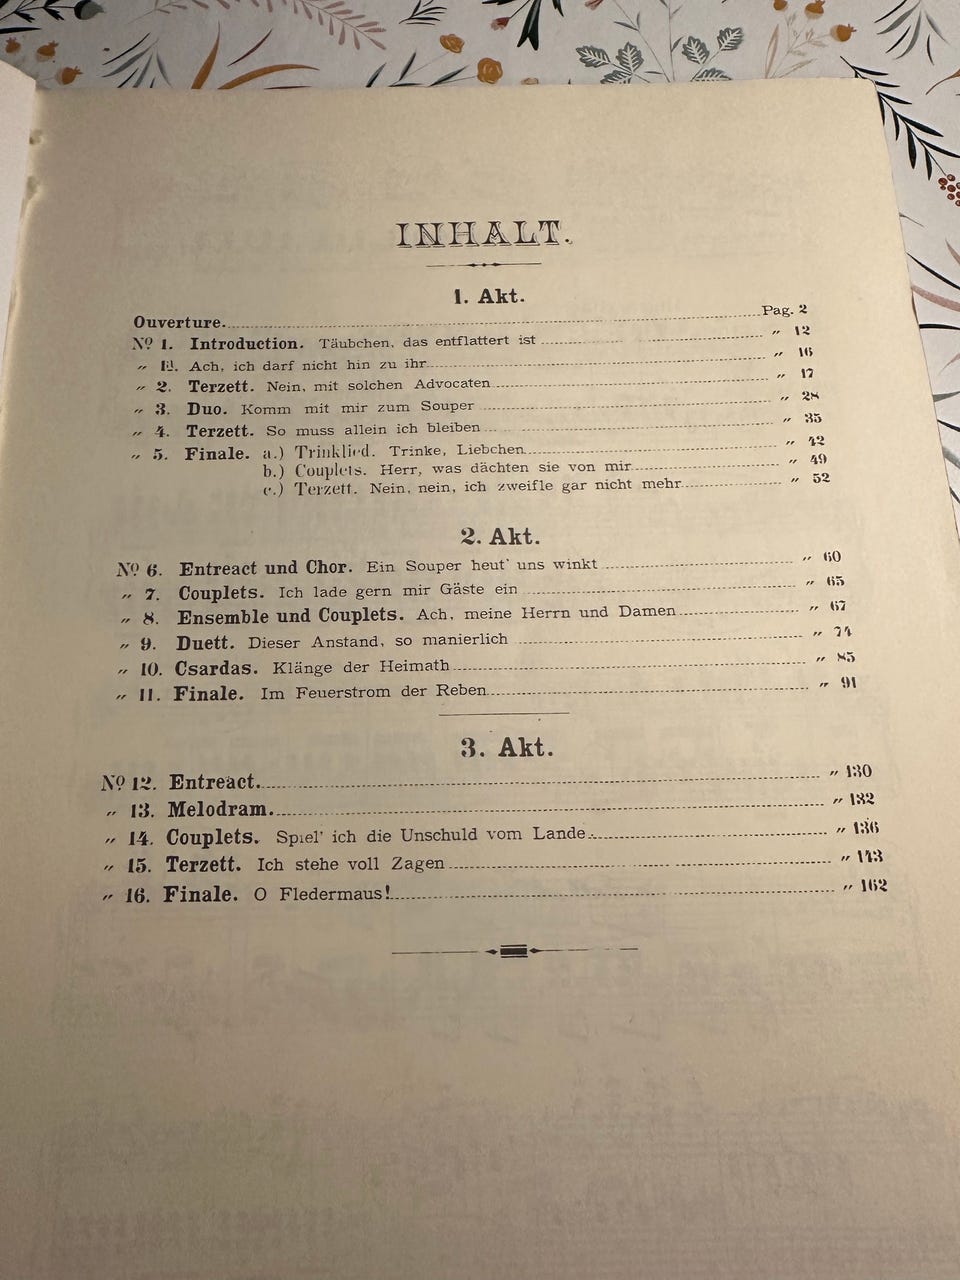 INHALT.
1. Akt.
Ouverture. Pag. 2
№ 1. Introduction. Täubchen, das entflattert ist " 12
" Ach, ich darf nicht hin zu ihr " 16
" 2. Terzett. Nein, mit solchen Advocaten " 17
" 3. Duo. Komm mit mir zum Souper " 28
" 4. Terzett. So muss allein ich bleiben " 35
" 5. Finale. a.) Trinklied. Trinke, Liebchen " 42
b.) Couplets. Herr, was dächten sie von mir " 49
c.) Terzett. Nein, nein, ich zweifle gar nicht mehr " 52
2. Akt.
№ 6. Entreact und Chor. Ein Souper heut' uns winkt " 60
" 7. Couplets. Ich lade gern mir Gäste ein " 65
" 8. Ensemble und Couplets. Ach, meine Herrn und Damen " 67
" 9. Duett. Dieser Anstand, so manierlich " 74
" 10. Csardas. Klänge der Heimath " 85
" 11. Finale. Im Feuerstrom der Reben " 91
3. Akt.
№ 12. Entreact. " 130
" 13. Melodram. " 132
" 14. Couplets. Spiel' ich die Unschuld vom Lande " 136
" 15. Terzett. Ich stehe voll Zagen " 143
" 16. Finale. O Fledermaus! " 162